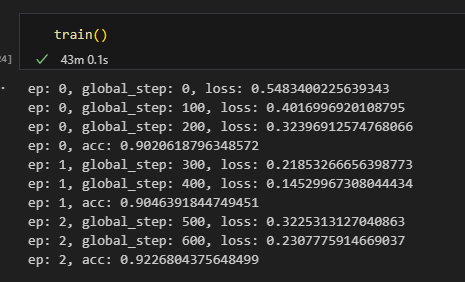 train()
24]
43m 0.1s
ep: 0, global_step: 0, loss: 0.5483400225639343
ep: 0, global_step: 100, loss: 0.4016996920108795
ep: 0, global_step: 200, loss: 0.32396912574768066
ep: 0, acc: 0.9020618796348572
ep: 1, global_step: 300, loss: 0.21853266656398773
ep: 1, global_step: 400, loss: 0.14529967308044434
ep: 1, acc: 0.9046391844749451
ep: 2, global_step: 500, loss: 0.3225313127040863
ep: 2, global_step: 600, loss: 0.2307775914669037
ep: 2, acc: 0.9226804375648499